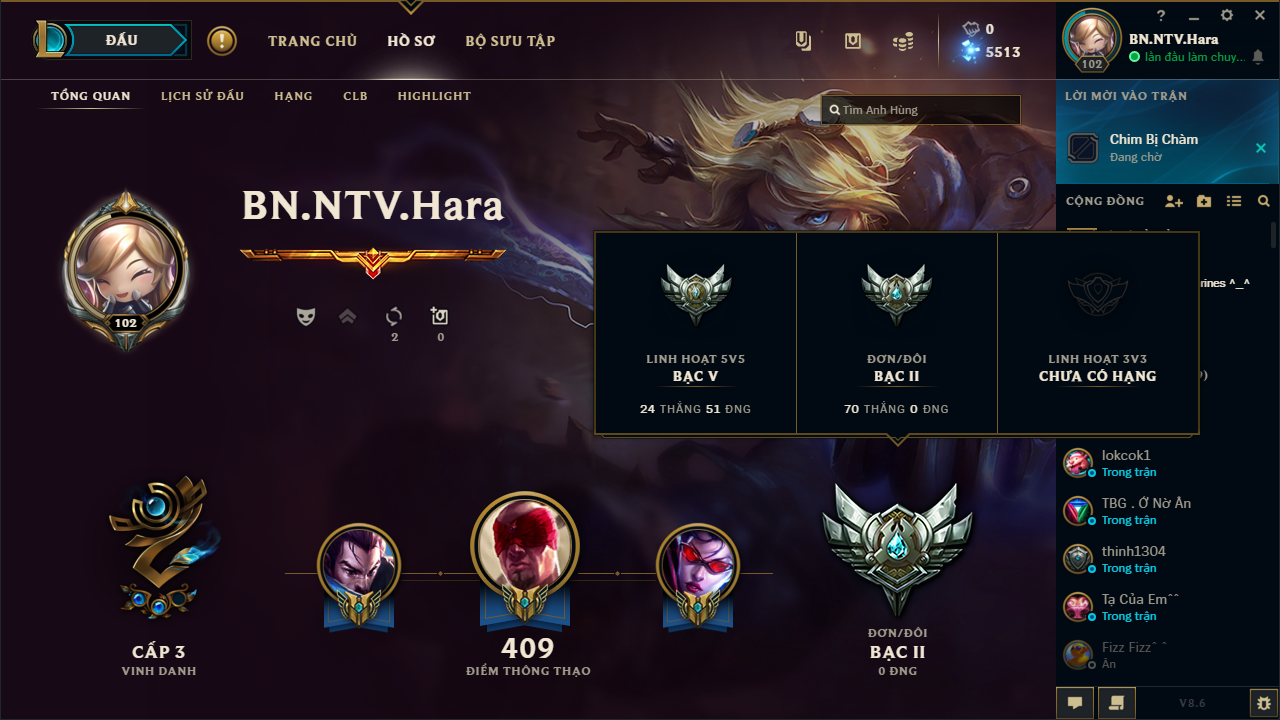 ĐẤU
TRANG CHỦ
HỒ SƠ
BỘ SƯU TẬP
0
5513
TỔNG QUAN
LỊCH SỬ ĐẤU
HẠNG
CLB
HIGHLIGHT
Tìm Anh Hùng
BN.NTV.Hara
102
2
0
LINH HOẠT 5V5
BẠC V
24 THẮNG 51 ĐNG
ĐƠN/ĐÔI
BẠC II
70 THẮNG 0 ĐNG
LINH HOẠT 3V3
CHƯA CÓ HẠNG
CẤP 3
VINH DANH
409
ĐIỂM THÔNG THẠO
ĐƠN/ĐÔI
BẠC II
0 ĐNG
?
BN.NTV.Hara
lần đầu làm chuy...
102
LỜI MỜI VÀO TRẬN
Chim Bị Chàm
Đang chờ
CỘNG ĐỒNG
rines ^_^
lokcok1
Trong trận
TBG . Ở Nờ Ân
Trong trận
thinh1304
Trong trận
Tạ Của Em^^
Trong trận
Fizz Fizz^ ^
Ẩn
V8.6